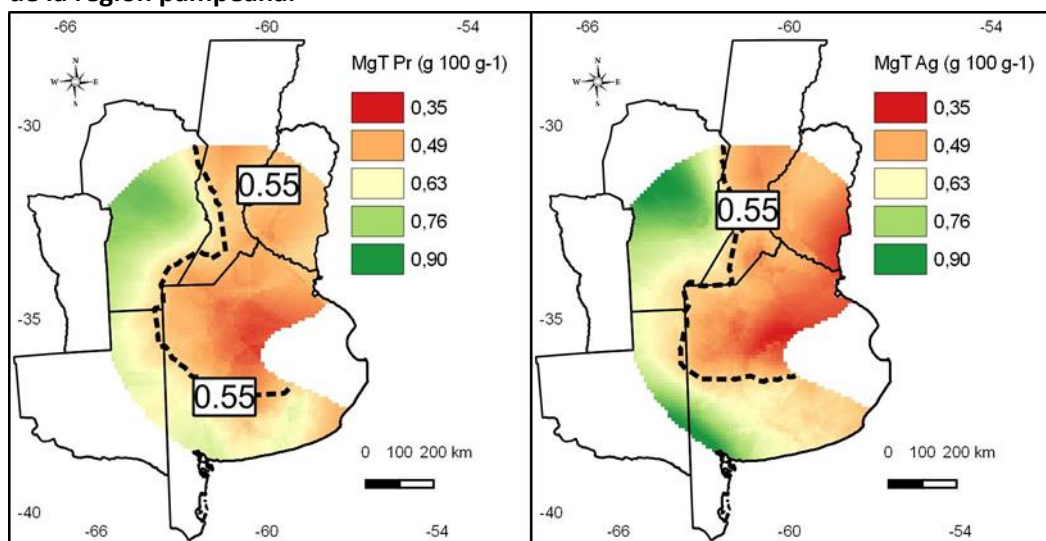 de la región pampeana.
-66
-60
-54
MgT Pr (g 100 g-1)
N
W
E
S
0,35
-30
0,49
0.55
0,63
0,76
0,90
-35
0.55
0 100 200 km
-40
-66
-60
-54
-66
-60
-54
MgT Ag (g 100 g-1)
N
W
E
S
0,35
-30
0,49
0,63
0.55
0,76
0,90
-35
0 100 200 km
-40
-66
-60
-54